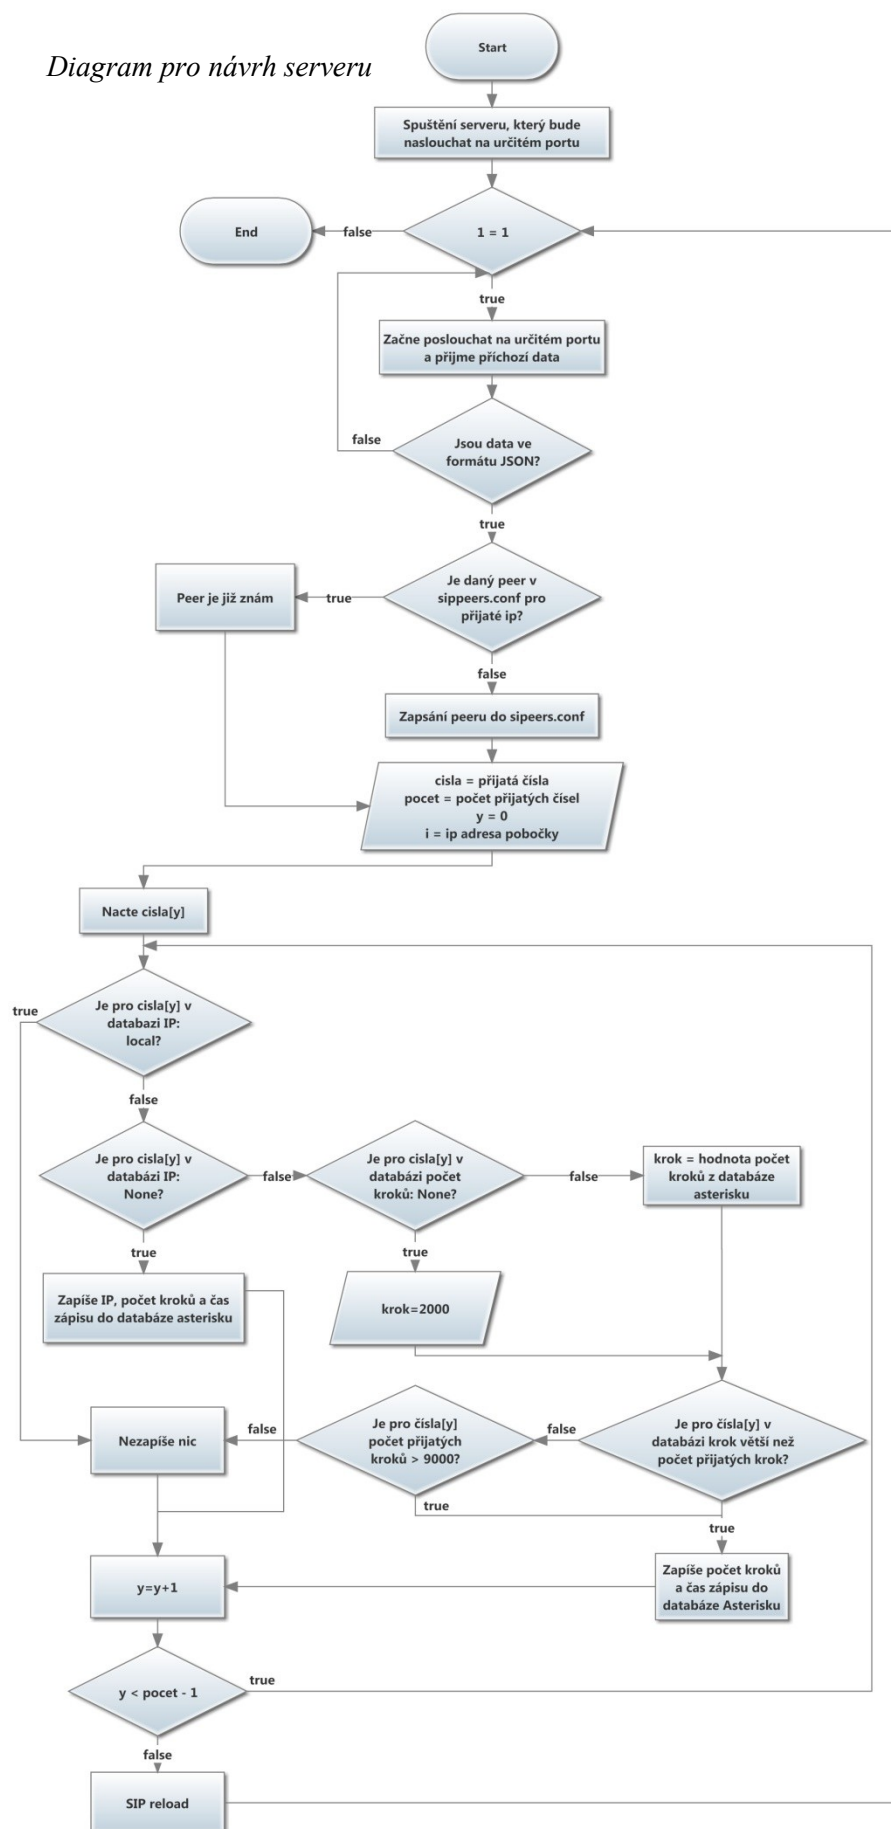 Diagram pro návrh serveru
Start
Spuštění serveru, který bude
naslouchat na určitém portu
1 = 1
false
End
true
Začne poslouchat na určitém portu
a přijme příchozí data
false
Jsou data ve
formátu JSON?
true
Je daný peer v
sippeers.conf pro
přijaté ip?
true
Peer je již znám
false
Zapsání peeru do sipeers.conf
cisla = přijatá čísla
pocet = počet přijatých čísel
y = 0
i = ip adresa pobočky
Nacte cisla[y]
Je pro cisla[y] v
databazi IP:
local?
true
false
Je pro cisla[y] v
databázi IP:
None?
false
Je pro cisla[y] v
databázi počet
kroků: None?
false
krok = hodnota počet
kroků z databáze
asterisku
true
Zapíše IP, počet kroků a čas
zápisu do databáze asterisku
true
krok=2000
Nezapíše nic
false
Je pro čísla[y]
počet přijatých
kroků > 9000?
false
Je pro čísla[y] v
databázi krok větší než
počet přijatých krok?
true
true
Zapíše počet kroků
a čas zápisu do
databáze Asterisku
y=y+1
y < pocet - 1
true
false
SIP reload